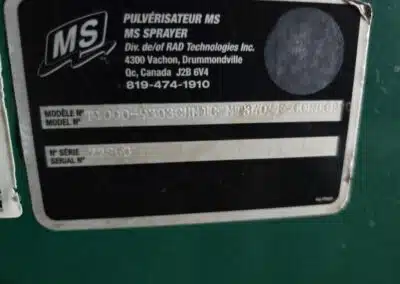 MS
PULVÉRISATEUR MS
MS SPRAYER
Div. de/of RAD Technologies Inc.
4300 Vachon, Drummondville
Qc, Canada J2B 6V4
819-474-1910
MODÈLE Nº
MODEL Nº
Nº SÉRIE
SERIAL Nº